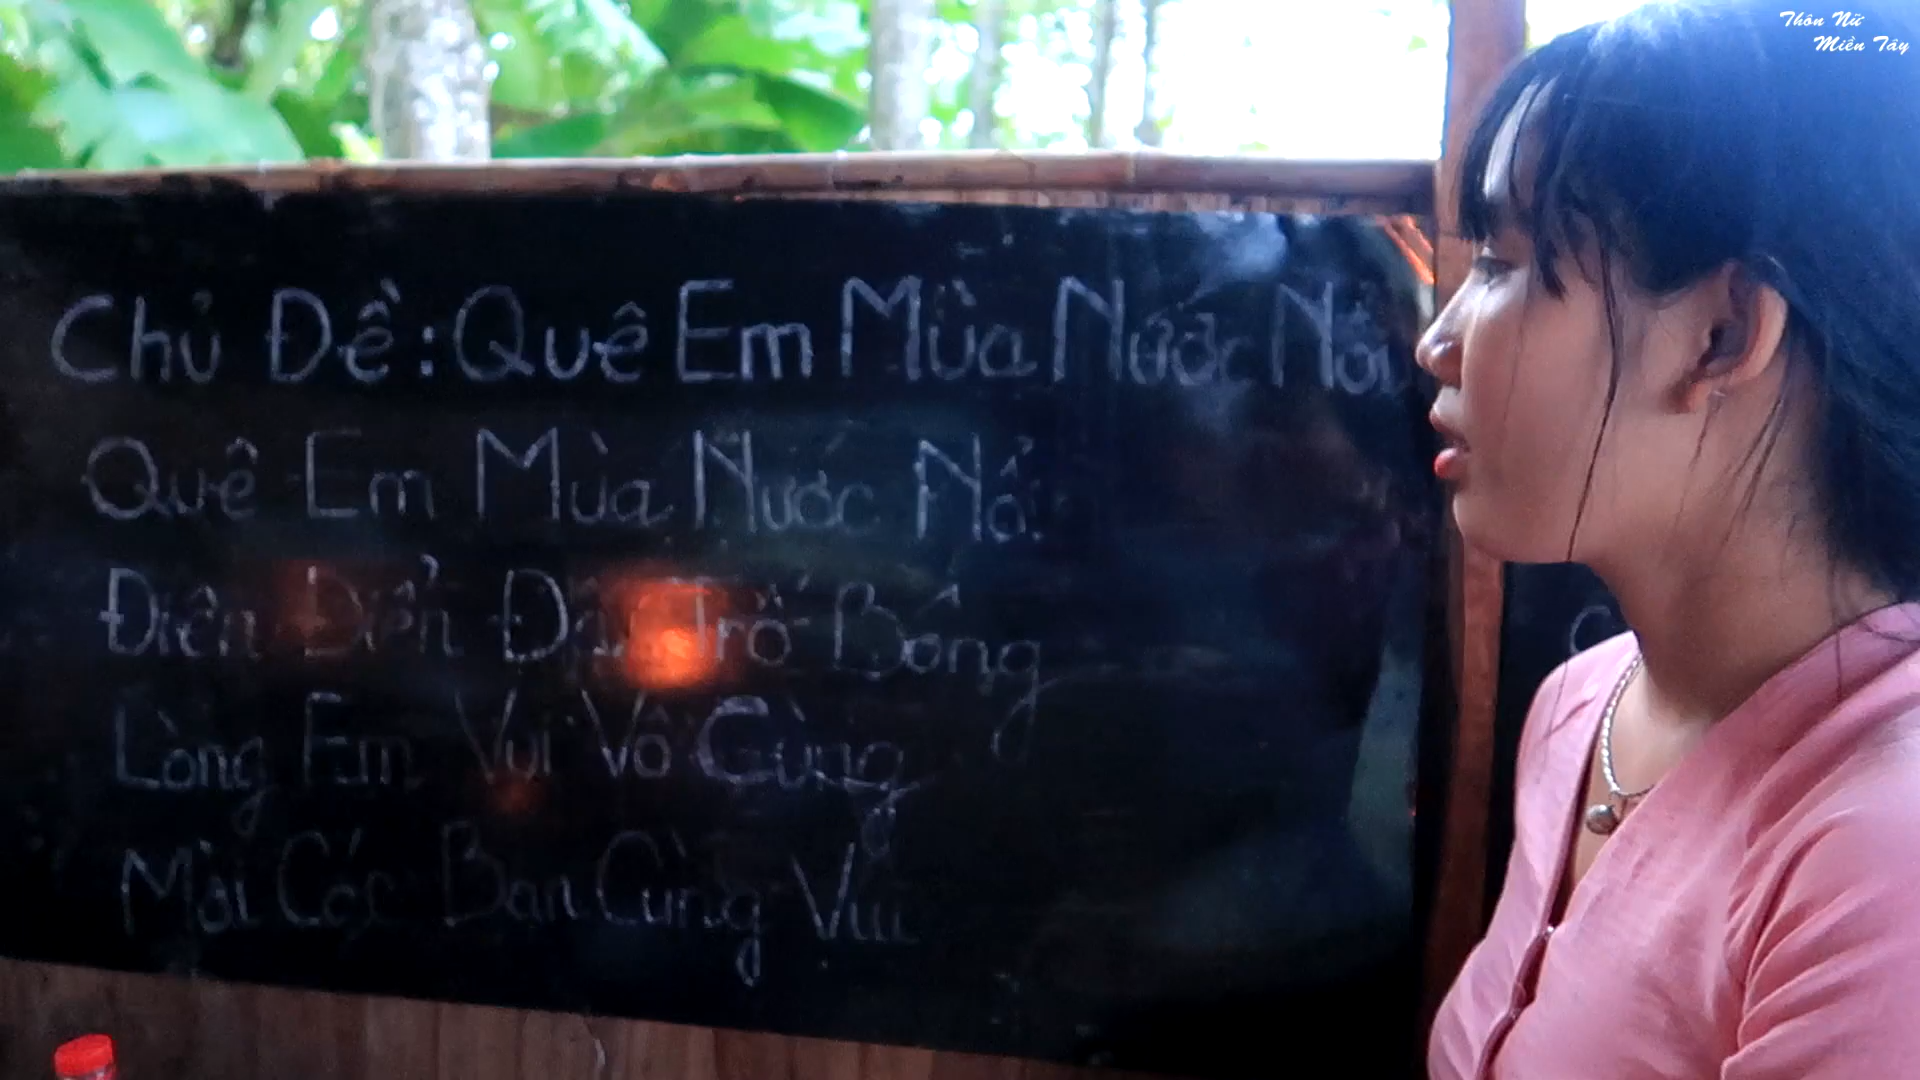 Thôn Nữ
Miền Tây
Chủ Đề: Quê Em Mùa Nước Nổi
Quê Em Mùa Nước Nổi
Điên Điển Đã Trổ Bông
Lòng Em Vui Vô Cùng
Mời Các Bạn Cùng Vui